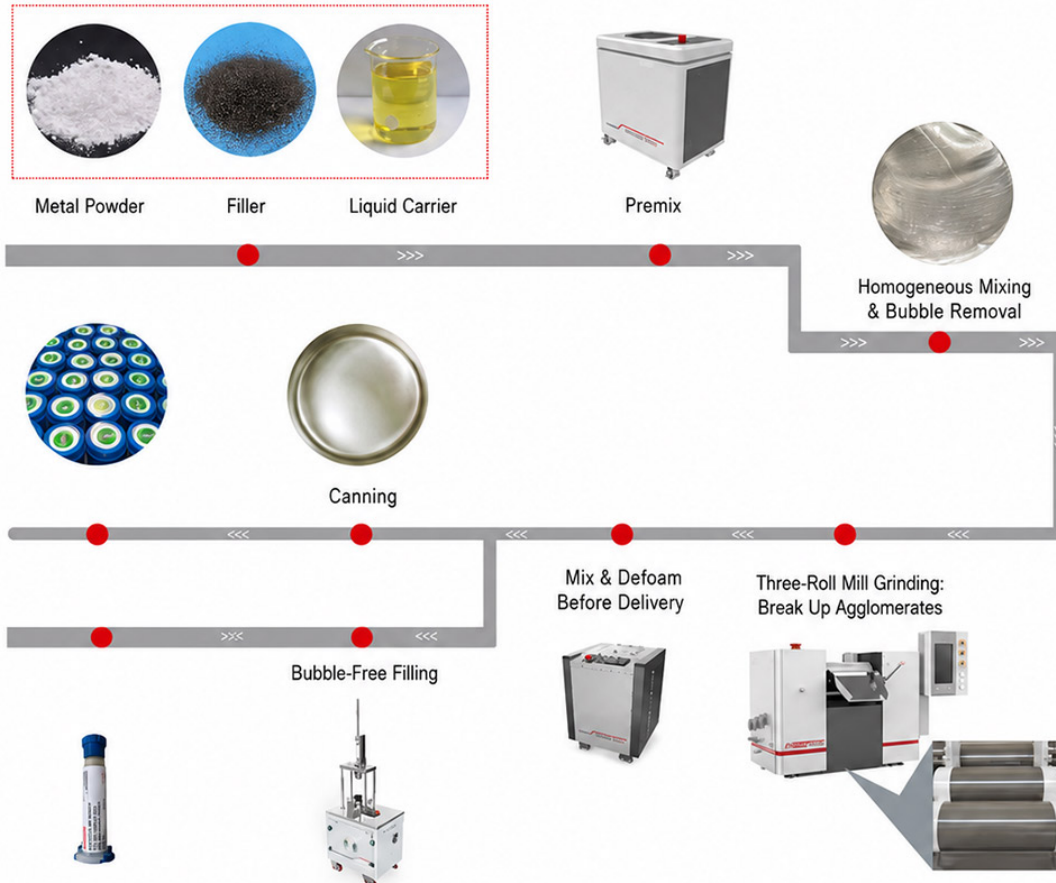 Metal Powder
Filler
Liquid Carrier
Premix
>>>
>>>
Homogeneous Mixing
& Bubble Removal
>>>
>>>
Canning
<<<
<<<
<<<
<<<
Mix & Defoam
Before Delivery
Three-Roll Mill Grinding:
Break Up Agglomerates
<<<
Bubble-Free Filling